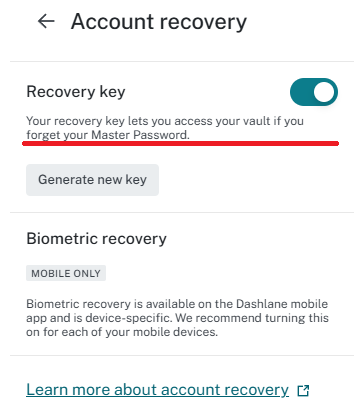 Account recovery
Recovery key
Your recovery key lets you access your vault if you
forget your Master Password.
Generate new key
Biometric recovery
MOBILE ONLY
Biometric recovery is available on the Dashlane mobile
app and is device-specific. We recommend turning this
on for each of your mobile devices.
Learn more about account recovery